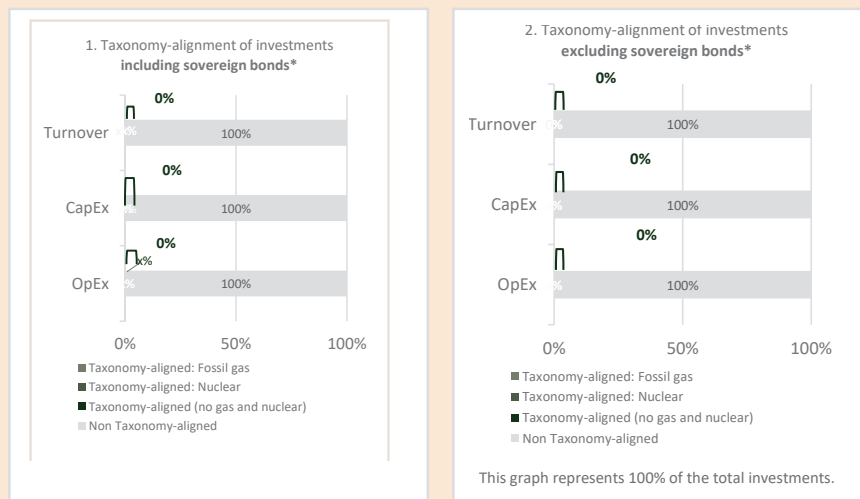 1. Taxonomy-alignment of investments
including sovereign bonds*
0%
Turnover
100%
0%
CapEx
100%
0%
x%
OpEx
%
100%
0%
50%
100%
Taxonomy-aligned: Fossil gas
Taxonomy-aligned: Nuclear
Taxonomy-aligned (no gas and nuclear)
Non Taxonomy-aligned
2. Taxonomy-alignment of investments
excluding sovereign bonds*
0%
Turnover
100%
0%
CapEx
%
100%
0%
OpEx
%
100%
0%
50%
100%
Taxonomy-aligned: Fossil gas
Taxonomy-aligned: Nuclear
Taxonomy-aligned (no gas and nuclear)
Non Taxonomy-aligned
This graph represents 100% of the total investments.